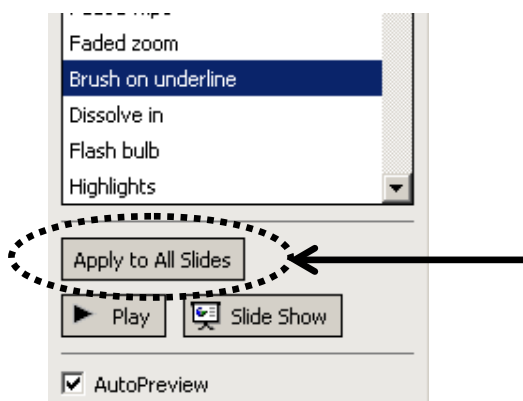 Faded zoom
Brush on underline
Dissolve in
Flash bulb
Highlights
Apply to All Slides
Play
Slide Show
AutoPreview